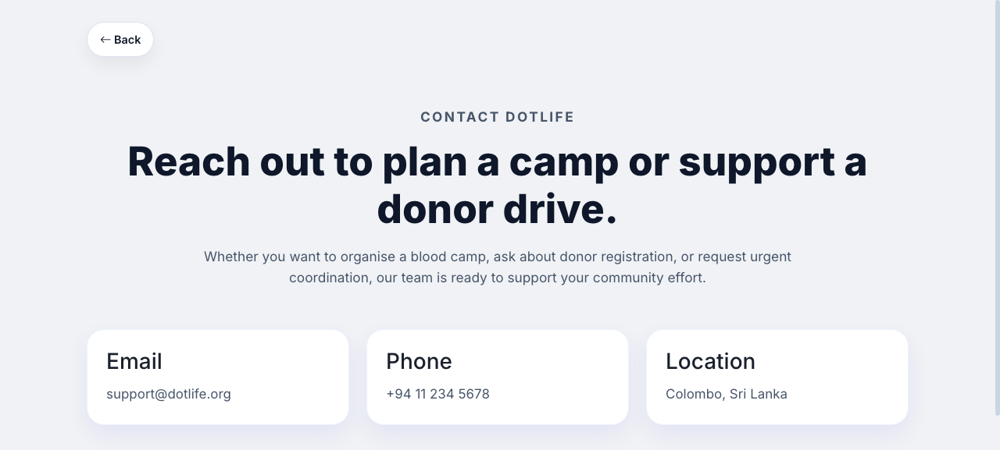 ← Back
CONTACT DOTLIFE
Reach out to plan a camp or support a
donor drive.
Whether you want to organise a blood camp, ask about donor registration, or request urgent
coordination, our team is ready to support your community effort.
Email
support@dotlife.org
Phone
+94 11 234 5678
Location
Colombo, Sri Lanka